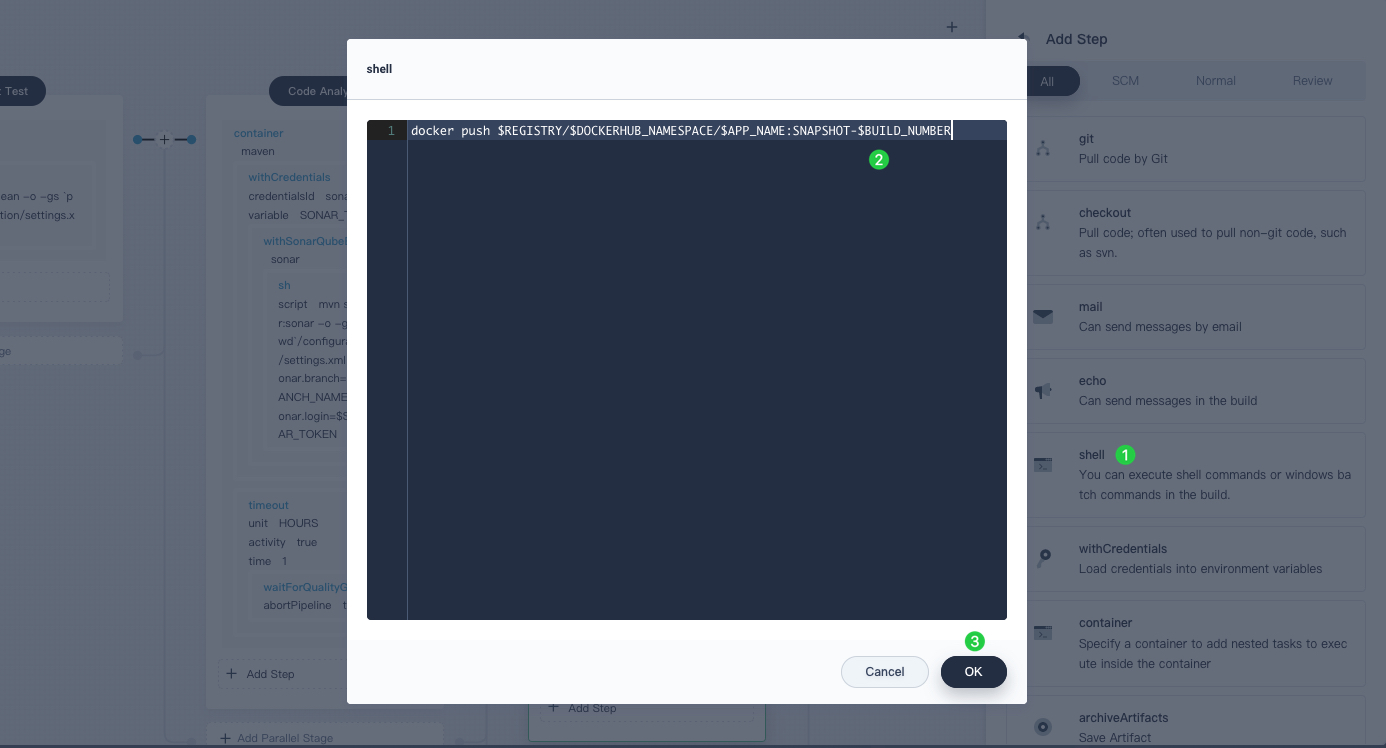 Add Step
All
SCM
Normal
Review
Test
Code Analy
container
maven
withCredentials
credentialsId sona
variable SONAR_T
withSonarQubeE
sonar
sh
script mvn s
r:sonar -o -g
wd`/configura
/settings.xml
onar.branch=
ANCH_NAME
onar.login=$S
AR_TOKEN
ean -o -gs `p
tion/settings.x
ge
timeout
unit HOURS
activity true
time 1
waitForQualityG
abortPipeline t
+ Add Step
+ Add Parallel Stage
shell
1 docker push $REGISTRY/$DOCKERHUB_NAMESPACE/$APP_NAME:SNAPSHOT-$BUILD_NUMBER
2
3
Cancel
OK
+ Add Step
git
Pull code by Git
checkout
Pull code; often used to pull non-git code, such
as svn.
mail
Can send messages by email
echo
Can send messages in the build
shell 1
You can execute shell commands or windows ba
tch commands in the build.
withCredentials
Load credentials into environment variables
container
Specify a container to add nested tasks to exec
ute inside the container
archiveArtifacts
Save Artifact